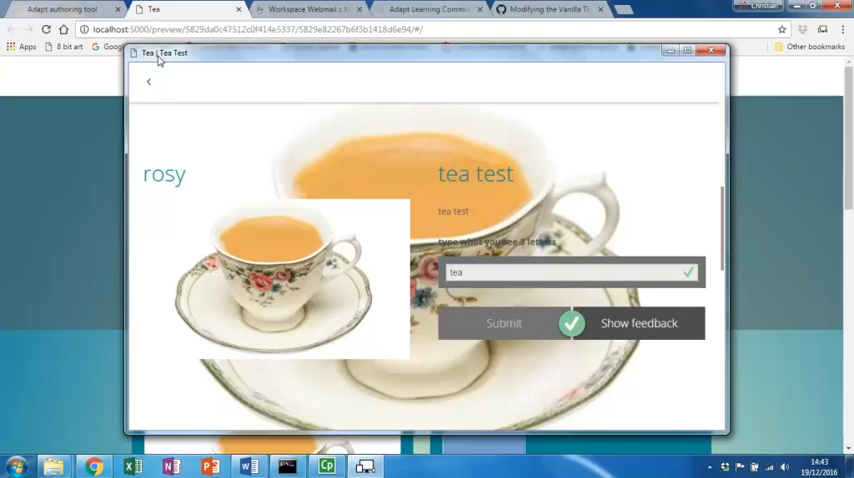 Adapt authoring tool
Tea
Workspace Webmail ::
Adapt Learning Commu
Modifying the Vanilla Th
Christian
localhost:5000/preview/5829da0c47512c0f414e5337/5829e82267b6f3b1418d6e94/#/
Apps
8 bit art
Other bookmarks
Tea | Tea Test
rosy
tea test
tea test
type what you see 3 letters
tea
Submit
Show feedback
14:43
19/12/2016